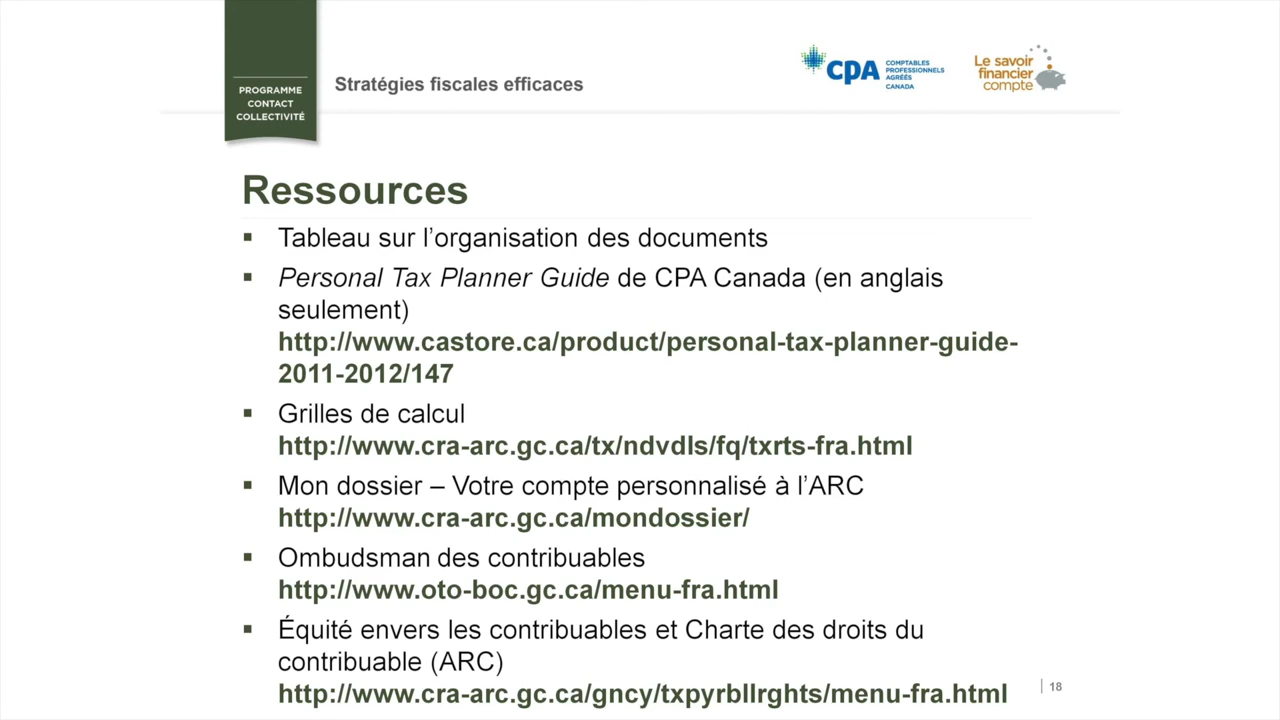 PROGRAMME
CONTACT
COLLECTIVITÉ
Stratégies fiscales efficaces
CPA
COMPTABLES
PROFESSIONNELS
AGRÉÉS
CANADA
Le savoir
financier
compte
Ressources
▪ Tableau sur l’organisation des documents
▪ Personal Tax Planner Guide de CPA Canada (en anglais
seulement)
http://www.castore.ca/product/personal-tax-planner-guide-
2011-2012/147
▪ Grilles de calcul
http://www.cra-arc.gc.ca/tx/ndvdls/fq/txrts-fra.html
▪ Mon dossier – Votre compte personnalisé à l’ARC
http://www.cra-arc.gc.ca/mondossier/
▪ Ombudsman des contribuables
http://www.oto-boc.gc.ca/menu-fra.html
▪ Équité envers les contribuables et Charte des droits du
contribuable (ARC)
http://www.cra-arc.gc.ca/gncy/txpyrbllrghts/menu-fra.html
18